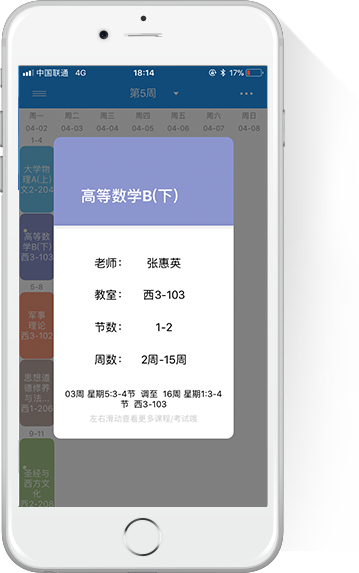 中国联通 4G 18:14 17%
第5周
周一 周二 周三 周四 周五 周六 周日
04-02 04-03 04-04 04-05 04-06 04-07 04-08
1-4
大学物
理A(上)
文2-204
高等数学B(下)
高等数
学B(下)
西3-103
老师： 张惠英
教室： 西3-103
5-8
节数： 1-2
军事
理论
西3-102
周数： 2周-15周
思想道
德修养
与法...
西1-206
03周 星期5:3-4节 调至 16周 星期1:3-4
节 西3-103
左右滑动查看更多课程/考试哦
9-11
圣经与
西方文
化
西2-208